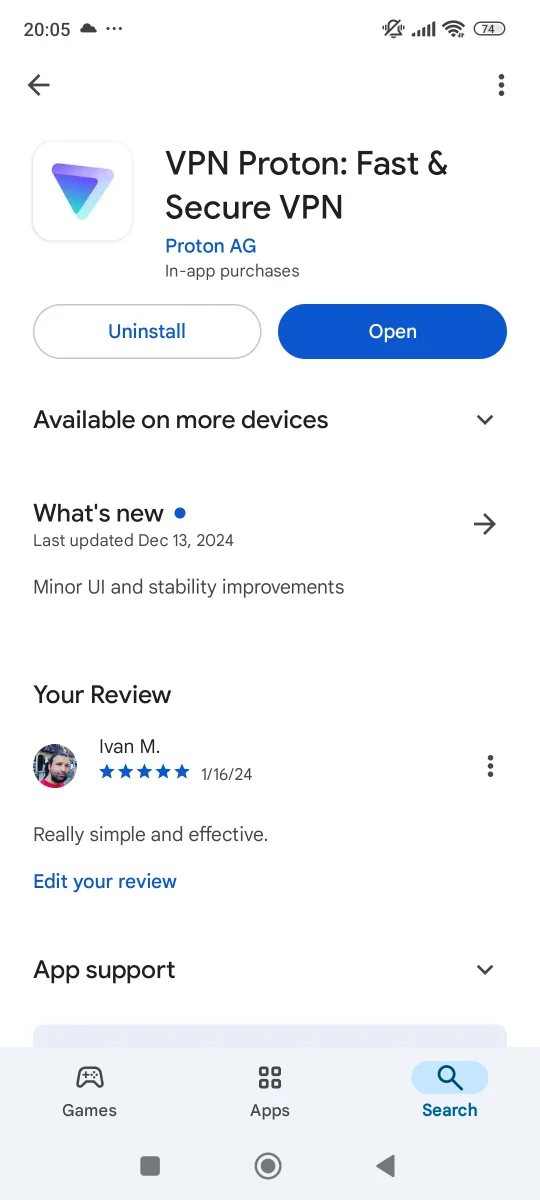 20:05
74
VPN Proton: Fast &
Secure VPN
Proton AG
In-app purchases
Uninstall
Open
Available on more devices
What's new
Last updated Dec 13, 2024
Minor UI and stability improvements
Your Review
Ivan M.
1/16/24
Really simple and effective.
Edit your review
App support
Games
Apps
Search